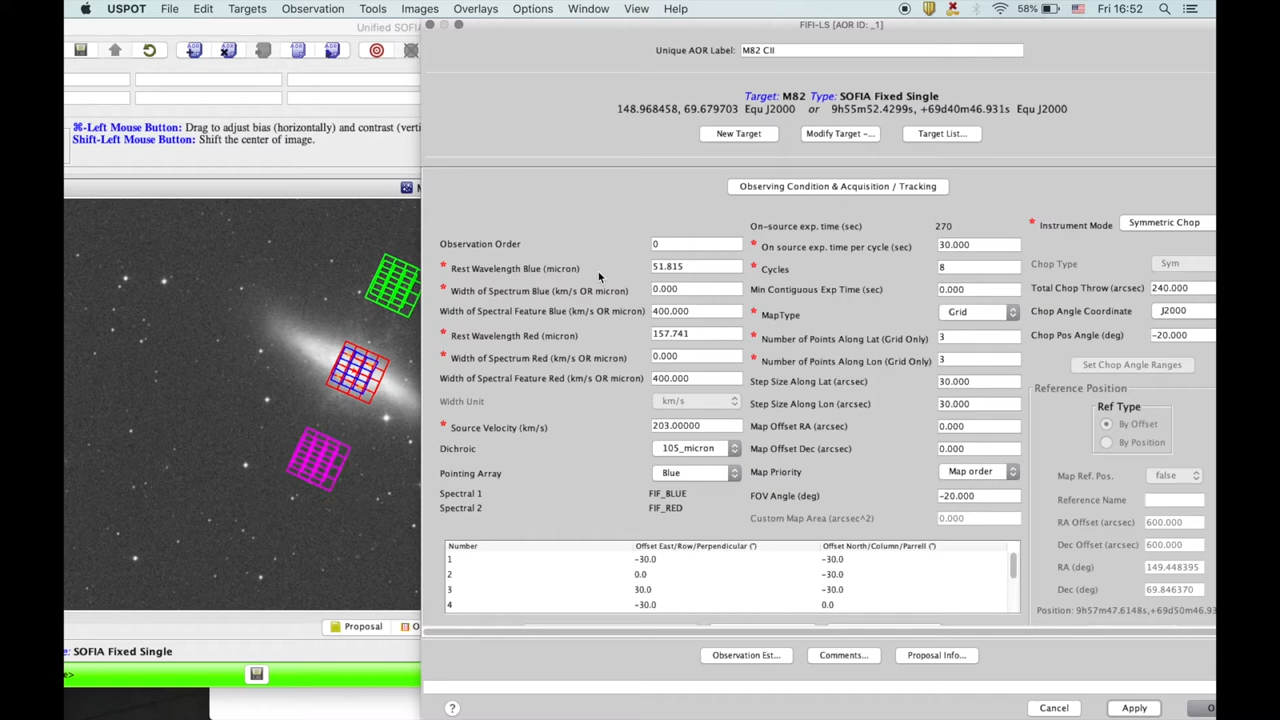 USPOT File Edit Targets Observation Tools Images Overlays Options Window View Help 58% Fri 16:52
Unified SOFI
FIFI-LS [AOR ID: _1]
Unique AOR Label: M82 CII
⌘-Left Mouse Button: Drag to adjust bias (horizontally) and contrast (verti
Shift-Left Mouse Button: Shift the center of image.
Target: M82 Type: SOFIA Fixed Single
148.968458, 69.679703 Equ J2000 or 9h55m52.4299s, +69d40m46.931s Equ J2000
New Target Modify Target -... Target List...
Observing Condition & Acquisition / Tracking
Observation Order 0
* Rest Wavelength Blue (micron) 51.815
* Width of Spectrum Blue (km/s OR micron) 0.000
Width of Spectral Feature Blue (km/s OR micron) 400.000
* Rest Wavelength Red (micron) 157.741
* Width of Spectrum Red (km/s OR micron) 0.000
Width of Spectral Feature Red (km/s OR micron) 400.000
Width Unit km/s
* Source Velocity (km/s) 203.00000
Dichroic 105_micron
Pointing Array Blue
Spectral 1 FIF_BLUE
Spectral 2 FIF_RED
On-source exp. time (sec) 270
* On source exp. time per cycle (sec) 30.000
* Cycles 8
Min Contiguous Exp Time (sec) 0.000
* MapType Grid
* Number of Points Along Lat (Grid Only) 3
* Number of Points Along Lon (Grid Only) 3
Step Size Along Lat (arcsec) 30.000
Step Size Along Lon (arcsec) 30.000
Map Offset RA (arcsec) 0.000
Map Offset Dec (arcsec) 0.000
Map Priority Map order
FOV Angle (deg) -20.000
Custom Map Area (arcsec^2) 0.000
* Instrument Mode Symmetric Chop
Chop Type Sym
Total Chop Throw (arcsec) 240.000
Chop Angle Coordinate J2000
Chop Pos Angle (deg) -20.000
Set Chop Angle Ranges
Reference Position
Ref Type
By Offset
By Position
Map Ref. Pos. false
Reference Name
RA Offset (arcsec) 600.000
Dec Offset (arcsec) 600.000
RA (deg) 149.448395
Dec (deg) 69.846370
Position: 9h57m47.6148s,+69d50m46.93
Number Offset East/Row/Perpendicular (") Offset North/Column/Parrell (")
1 -30.0 -30.0
2 0.0 -30.0
3 30.0 -30.0
4 -30.0 0.0
Proposal O
e: SOFIA Fixed Single
e>
Observation Est... Comments... Proposal Info...
? Cancel Apply O